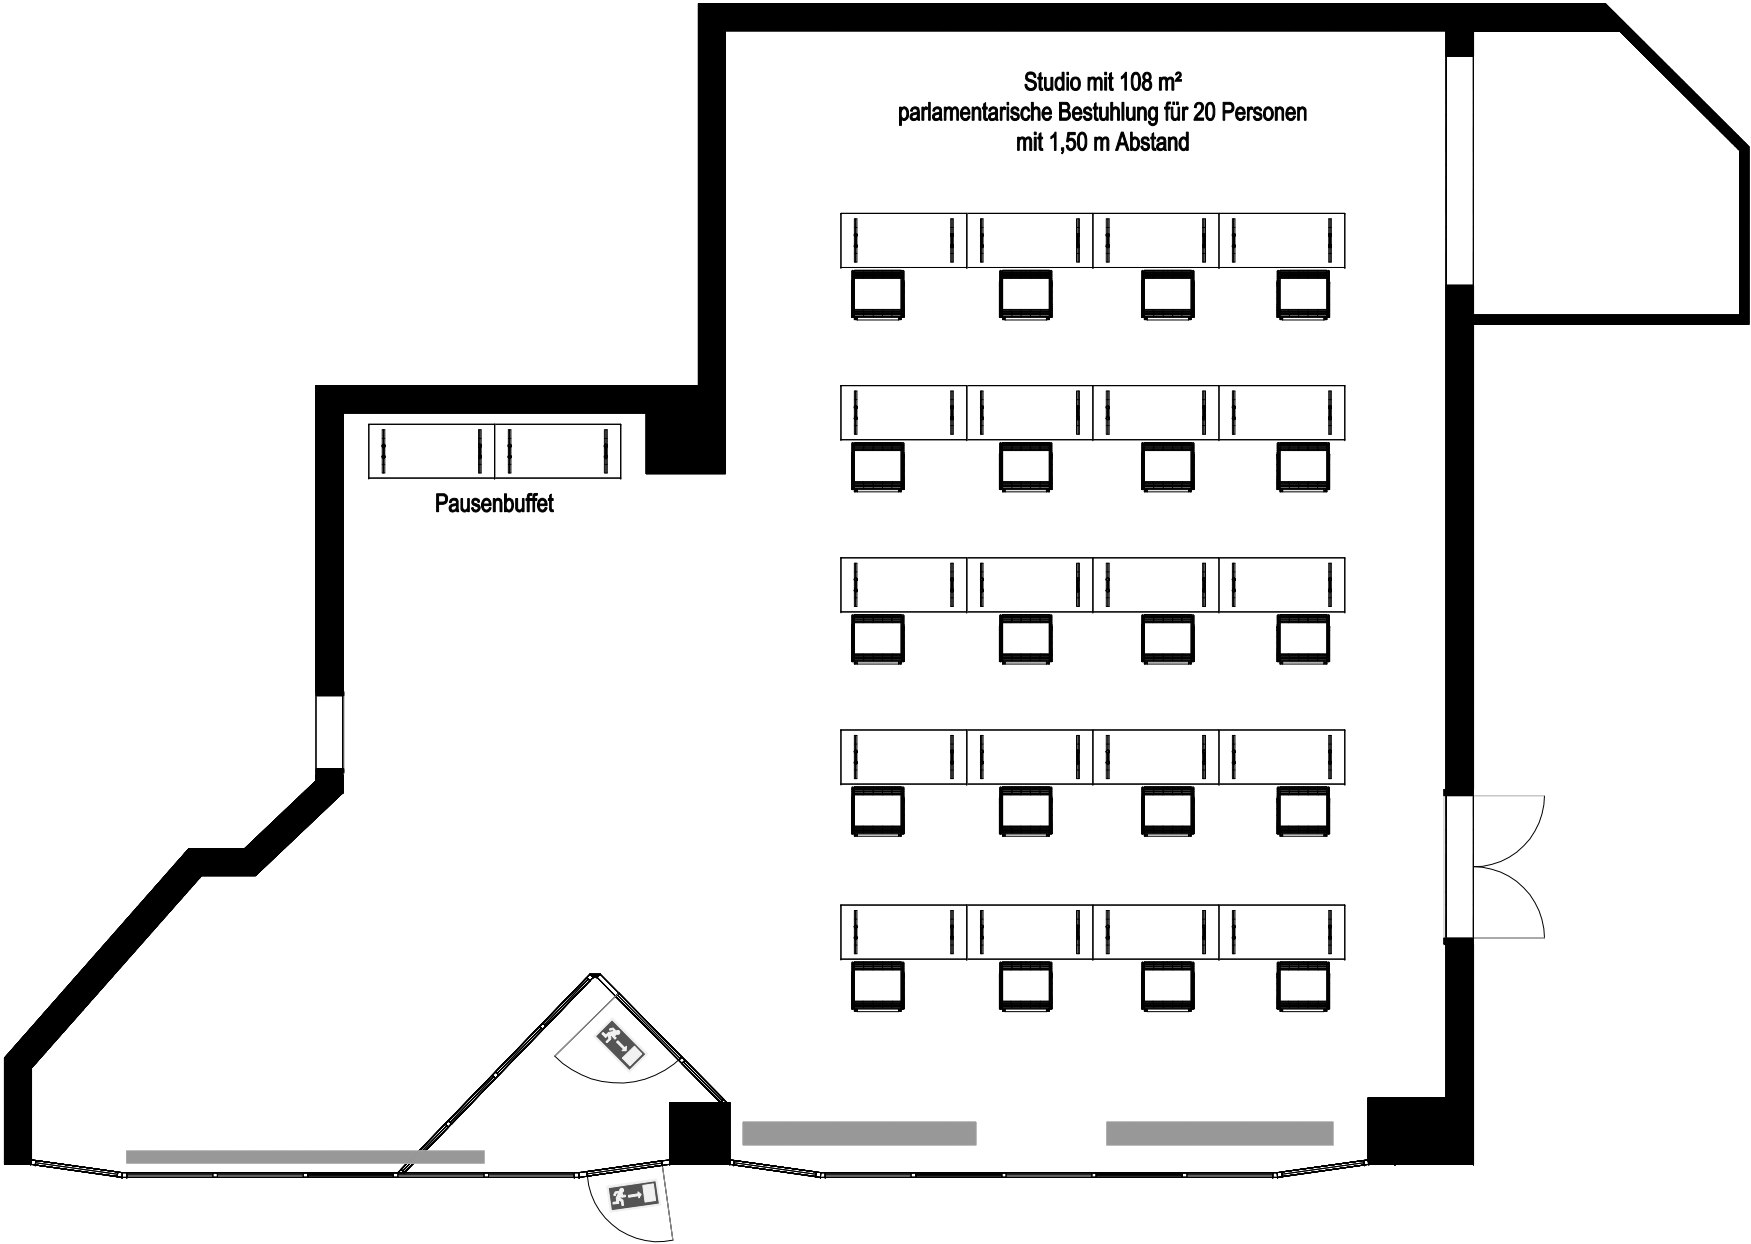 Studio mit 108 m²
parlamentarische Bestuhlung für 20 Personen
mit 1,50 m Abstand
Pausenbuffet